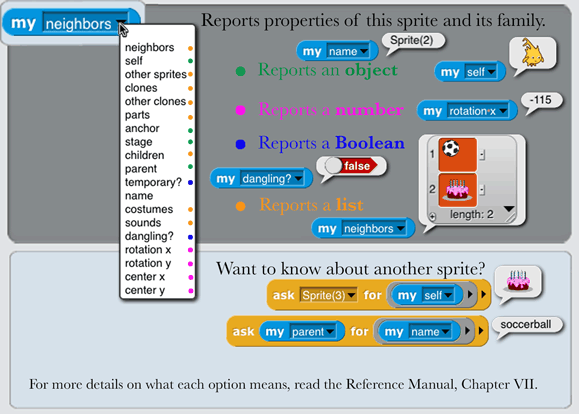 my neighbors
Reports properties of this sprite and its family.
neighbors
self
other sprites
clones
other clones
parts
anchor
stage
children
parent
temporary?
name
costumes
sounds
dangling?
rotation x
rotation y
center x
center y
my name
Sprite(2)
Reports an object
my self
Reports a number
my rotation x
-115
Reports a Boolean
my dangling?
false
Reports a list
my neighbors
1
2
length: 2
Want to know about another sprite?
ask Sprite(3) for my self
ask my parent for my name
soccerball
For more details on what each option means, read the Reference Manual, Chapter VII.